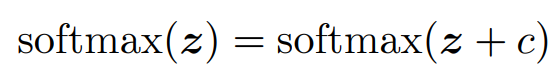 softmax(z) = softmax(z + c)